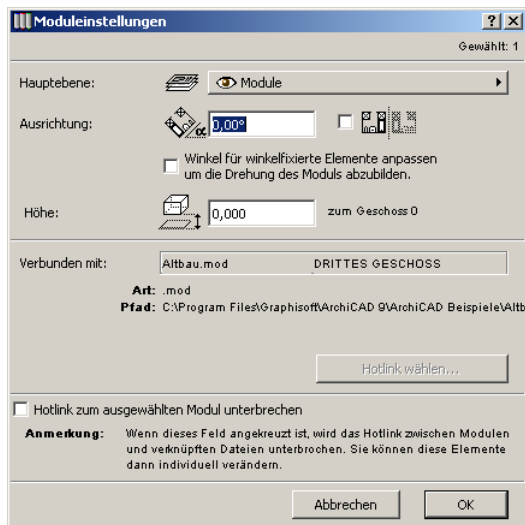 Moduleinstellungen
Gewählt: 1
Hauptebene: Module
Ausrichtung: α 0,00°
Winkel für winkelfixierte Elemente anpassen
um die Drehung des Moduls abzubilden.
Höhe: 0,000 zum Geschoss 0
Verbunden mit: Altbau.mod DRITTES GESCHOSS
Art: .mod
Pfad: C:\Program Files\Graphisoft\ArchiCAD 9\ArchiCAD Beispiele\Altb
Hotlink wählen...
Hotlink zum ausgewählten Modul unterbrechen
Anmerkung: Wenn dieses Feld angekreuzt ist, wird das Hotlink zwischen Modulen
und verknüpften Dateien unterbrochen. Sie können diese Elemente
dann individuell verändern.
Abbrechen OK